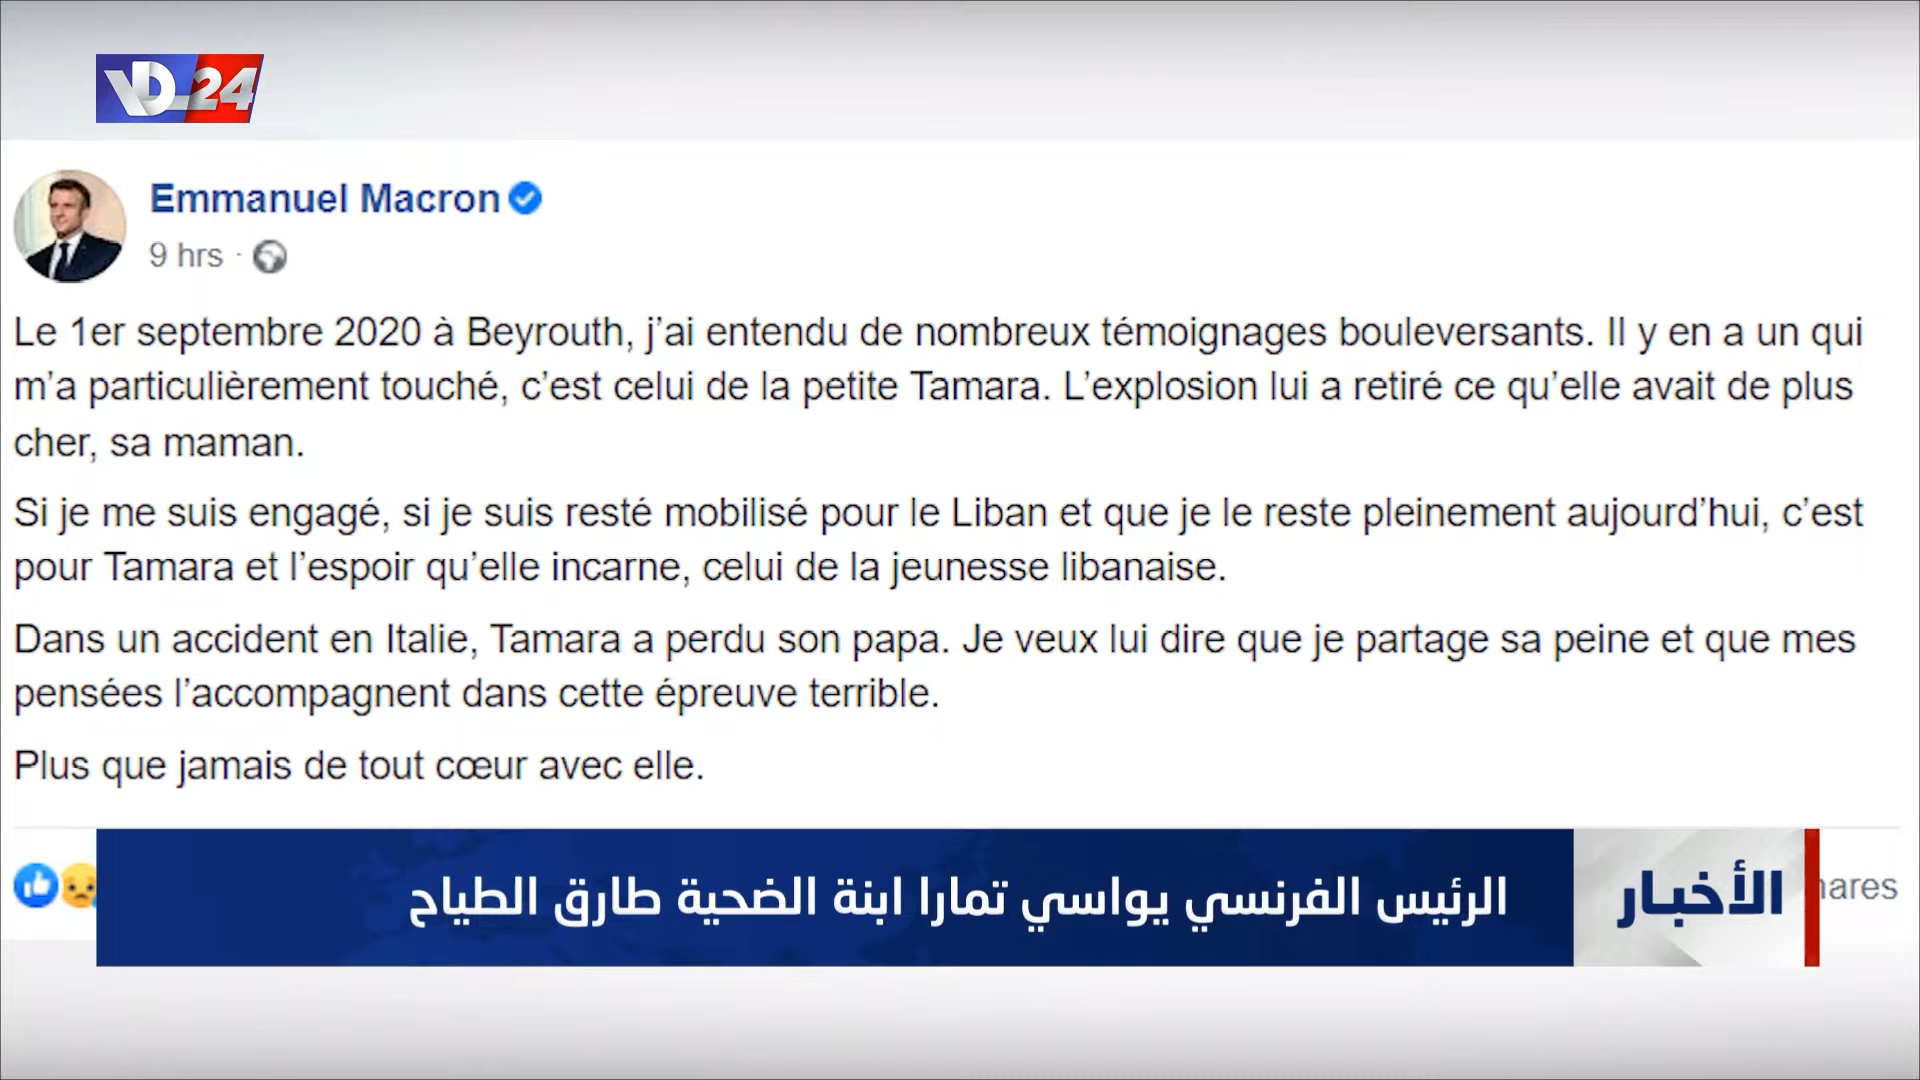 VD 24
Emmanuel Macron
9 hrs ·
Le 1er septembre 2020 à Beyrouth, j’ai entendu de nombreux témoignages bouleversants. Il y en a un qui
m’a particulièrement touché, c’est celui de la petite Tamara. L’explosion lui a retiré ce qu’elle avait de plus
cher, sa maman.
Si je me suis engagé, si je suis resté mobilisé pour le Liban et que je le reste pleinement aujourd’hui, c’est
pour Tamara et l’espoir qu’elle incarne, celui de la jeunesse libanaise.
Dans un accident en Italie, Tamara a perdu son papa. Je veux lui dire que je partage sa peine et que mes
pensées l’accompagnent dans cette épreuve terrible.
Plus que jamais de tout cœur avec elle.
الأخبار
الرئيس الفرنسي يواسي تمارا ابنة الضحية طارق الطياح